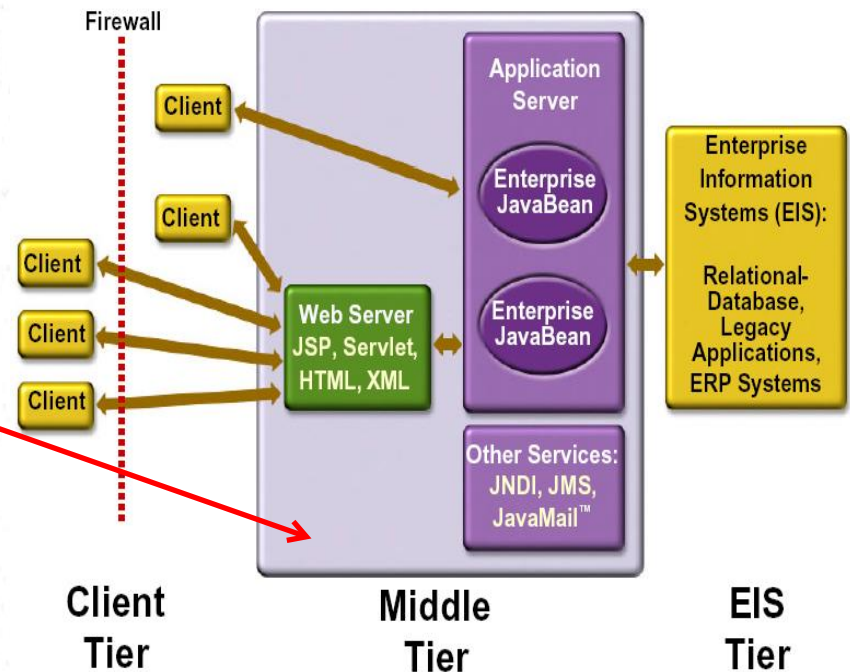 Firewall
Client
Client
Client
Client
Client
Web Server
JSP, Servlet,
HTML, XML
Application
Server
Enterprise
JavaBean
Enterprise
JavaBean
Other Services:
JNDI, JMS,
JavaMail™
Enterprise
Information
Systems (EIS):
Relational-
Database,
Legacy
Applications,
ERP Systems
Client
Tier
Middle
Tier
EIS
Tier